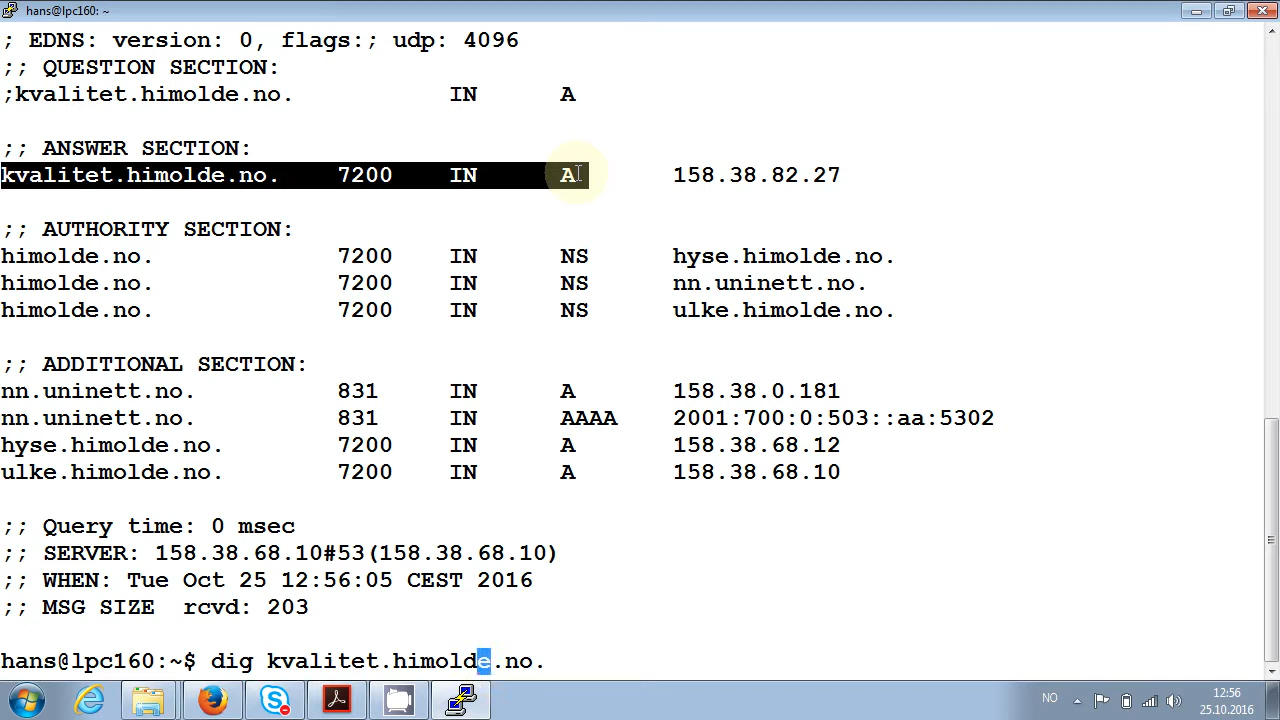 hans@lpc160: ~
; EDNS: version: 0, flags:; udp: 4096
;; QUESTION SECTION:
;kvalitet.himolde.no. IN A
;; ANSWER SECTION:
kvalitet.himolde.no. 7200 IN A 158.38.82.27
;; AUTHORITY SECTION:
himolde.no. 7200 IN NS hyse.himolde.no.
himolde.no. 7200 IN NS nn.uninett.no.
himolde.no. 7200 IN NS ulke.himolde.no.
;; ADDITIONAL SECTION:
nn.uninett.no. 831 IN A 158.38.0.181
nn.uninett.no. 831 IN AAAA 2001:700:0:503::aa:5302
hyse.himolde.no. 7200 IN A 158.38.68.12
ulke.himolde.no. 7200 IN A 158.38.68.10
;; Query time: 0 msec
;; SERVER: 158.38.68.10#53(158.38.68.10)
;; WHEN: Tue Oct 25 12:56:05 CEST 2016
;; MSG SIZE rcvd: 203
hans@lpc160:~$ dig kvalitet.himolde.no.
NO 12:56
25.10.2016